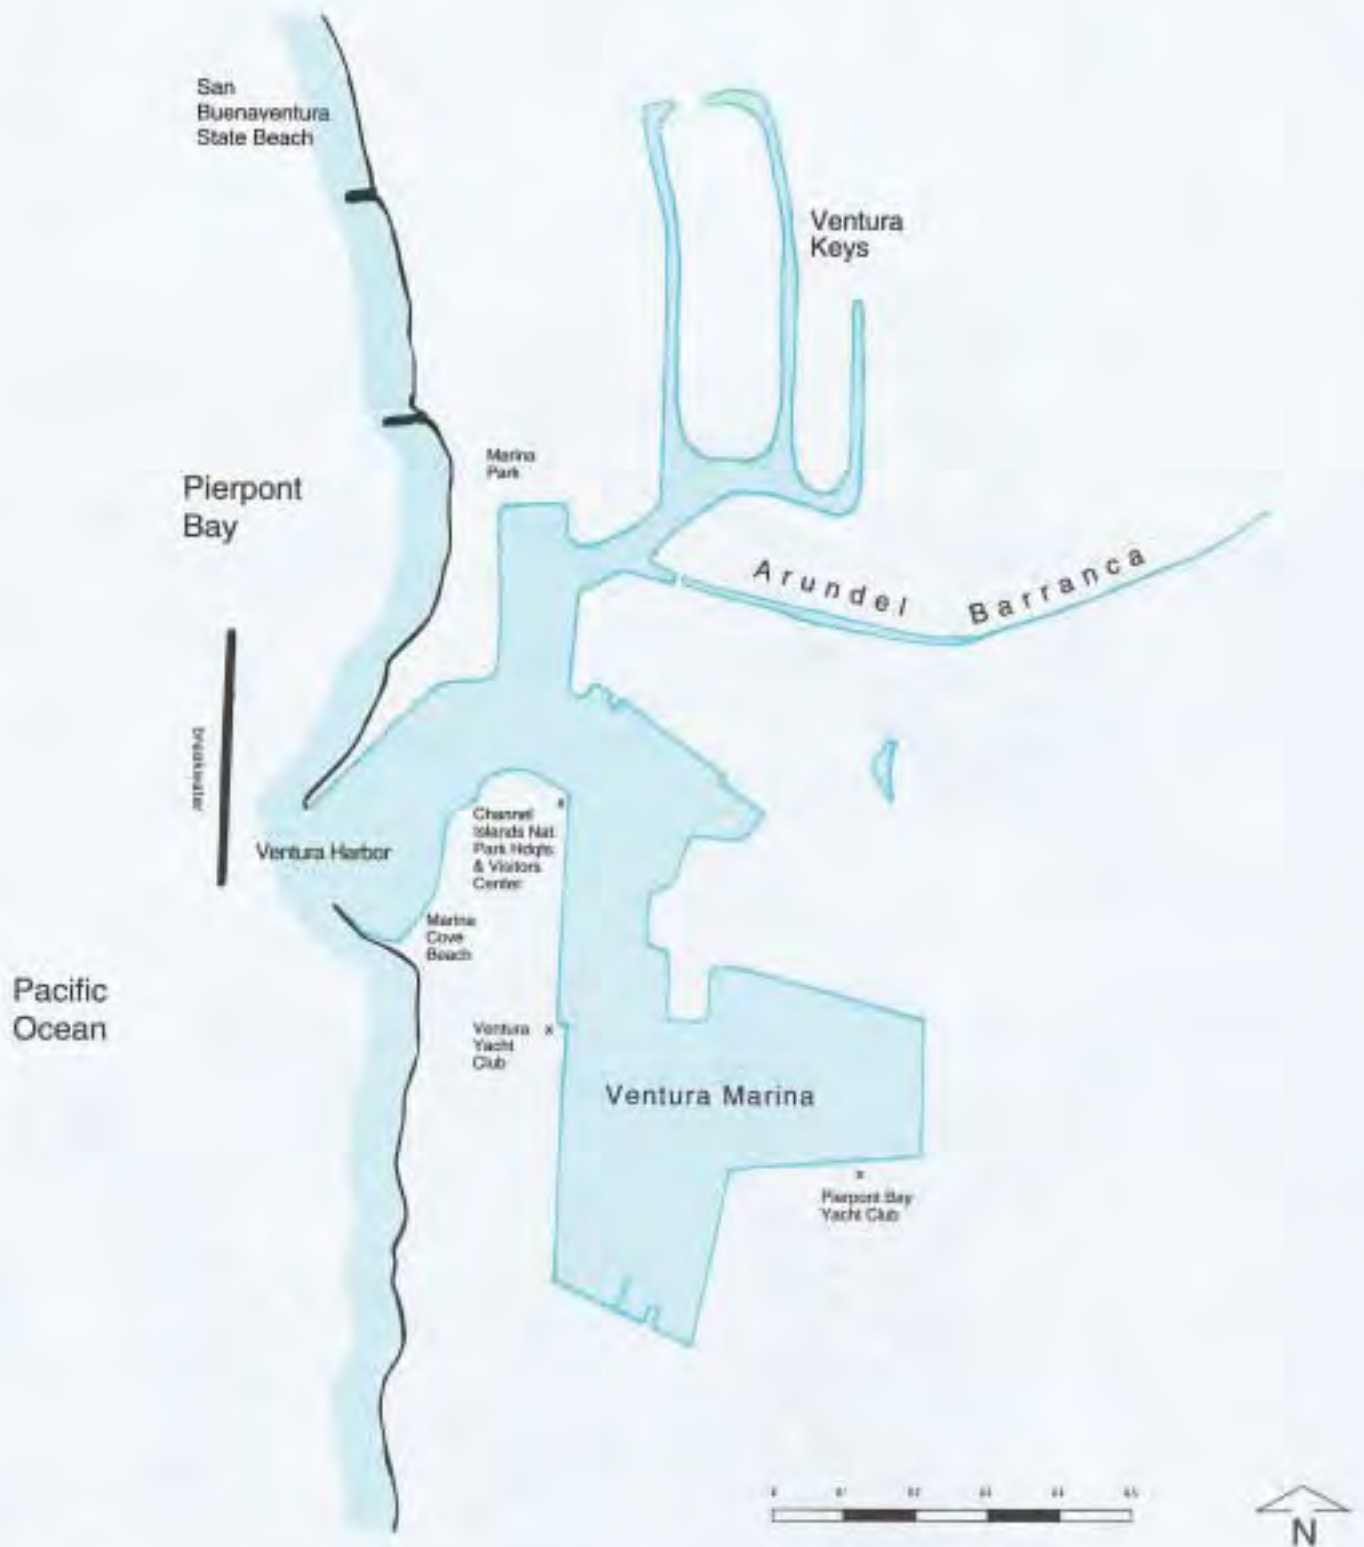 San
Buenaventura
State Beach
Ventura
Keys
Marina
Park
Pierpont
Bay
Arundel Barranca
breakwater
Channel
Islands Nat.
Park Hdqts
& Visitors
Center
Ventura Harbor
Marina
Cove
Beach
Pacific
Ocean
Ventura x
Yacht
Club
Ventura Marina
Pierpont Bay
Yacht Club
N